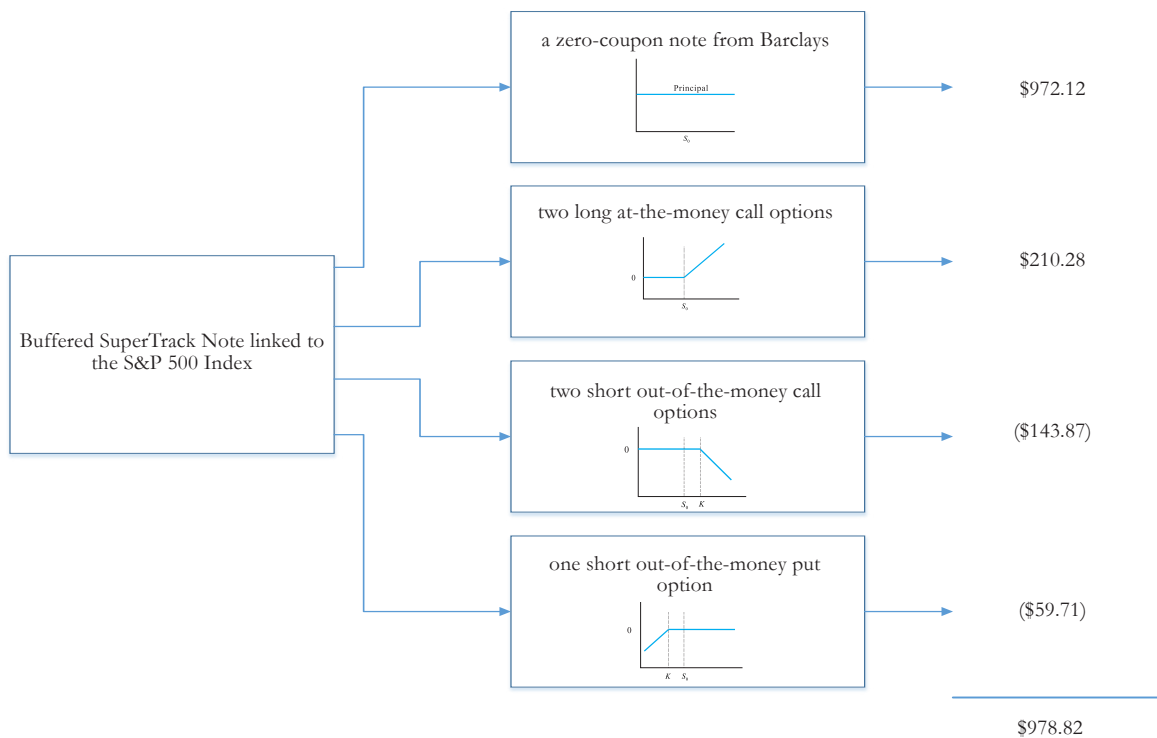 a zero-coupon note from Barclays
Principal
S₀
$972.12
two long at-the-money call options
0
S₀
$210.28
Buffered SuperTrack Note linked to
the S&P 500 Index
two short out-of-the-money call
options
0
S₀ K
($143.87)
one short out-of-the-money put
option
0
K S₀
($59.71)
$978.82